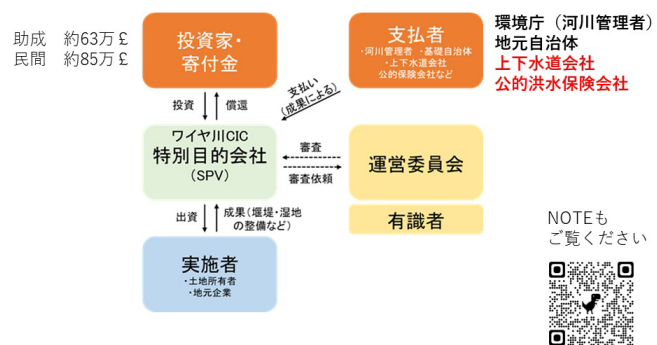 助成　約63万￡
民間　約85万￡
投資家・
寄付金
支払者
・河川管理者　・基礎自治体
・上下水道会社
公的保険会社など
環境庁（河川管理者）
地元自治体
上下水道会社
公的洪水保険会社
投資
償還
支払い
（成果による）
ワイヤ川CIC
特別目的会社
（SPV）
審査
審査依頼
運営委員会
有識者
出資
成果（堰堤・湿地
の整備など）
実施者
・土地所有者
・地元企業
NOTEも
ご覧ください